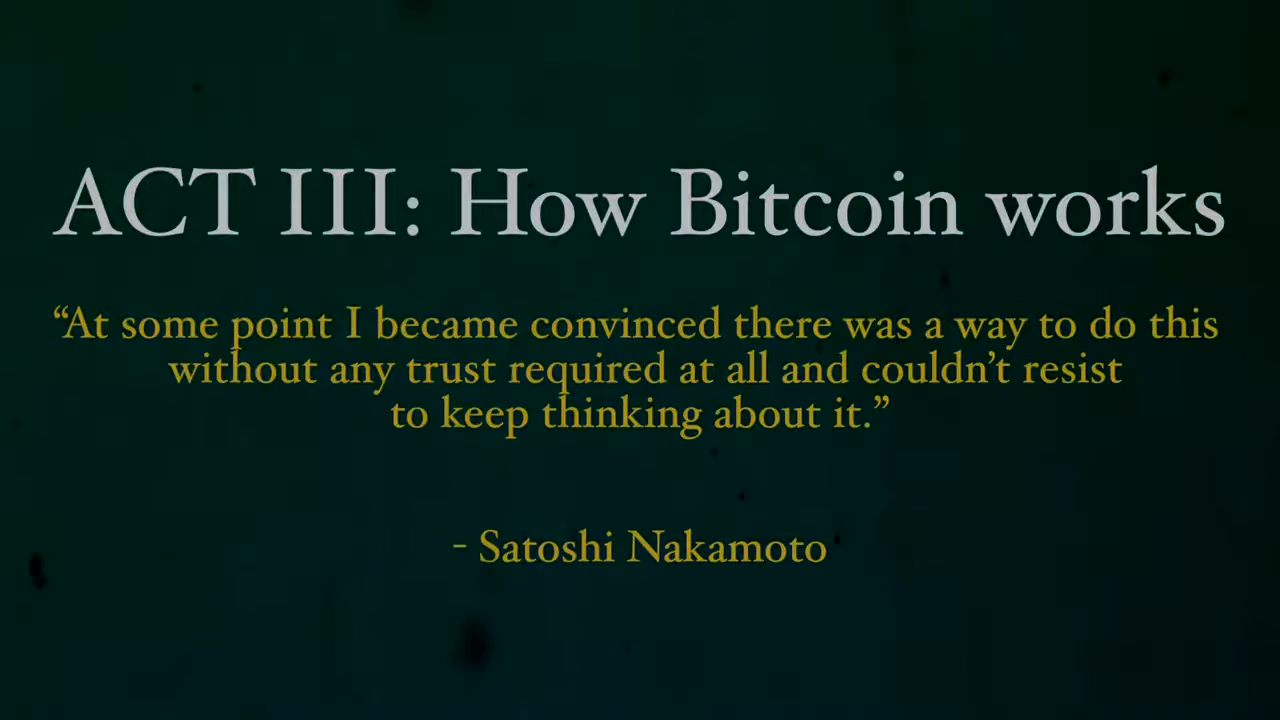 ACT III: How Bitcoin works
“At some point I became convinced there was a way to do this
without any trust required at all and couldn’t resist
to keep thinking about it.”
- Satoshi Nakamoto